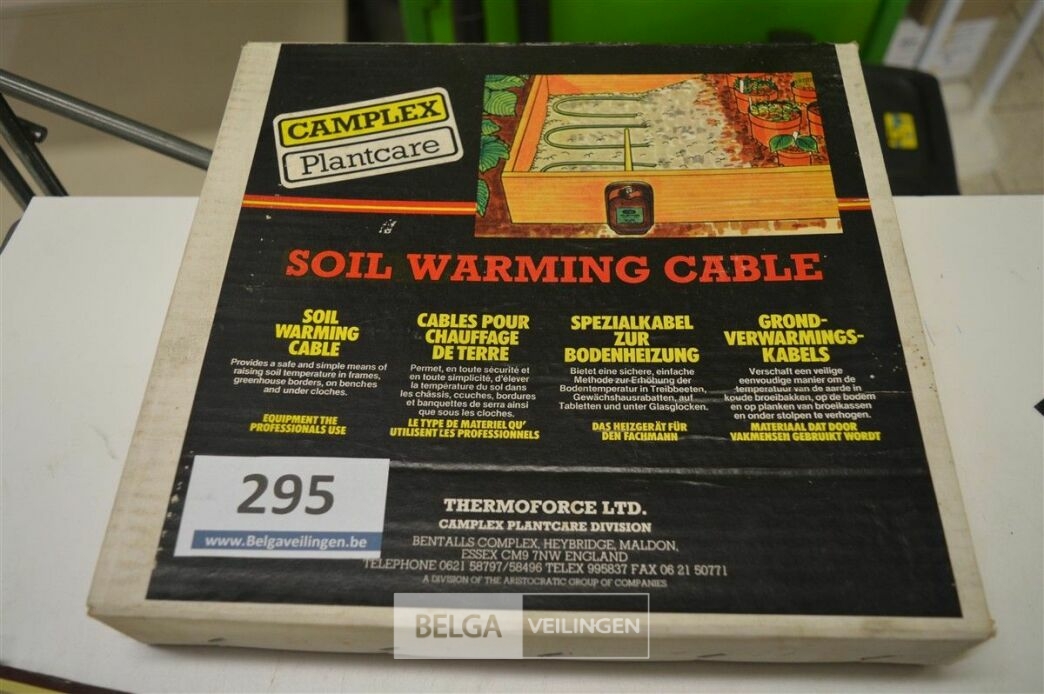 CAMPLEX
Plantcare
SOIL WARMING CABLE
SOIL
WARMING
CABLE
Provides a safe and simple means of
raising soil temperature in frames,
greenhouse borders, on benches
and under cloches.
EQUIPMENT THE
PROFESSIONALS USE
CABLES POUR
CHAUFFAGE
DE TERRE
Permet, en toute sécurité et
en toute simplicité, d'élever
la température du sol dans
les châssis, ccuches, bordures
et banquettes de serra ainsi
que sous les cloches.
LE TYPE DE MATERIEL QU'
UTILISENT LES PROFESSIONNELS
SPEZIALKABEL
ZUR
BODENHEIZUNG
Bietet eine sichere, einfache
Methode zur Erhöhung der
Bodentemperatur in Treibbeeten,
Gewächshausrabatten, auf
Tabletten und unter Glasglocken.
DAS HEIZGERÄT FÜR
DEN FACHMANN
GROND-
VERWARMINGS-
KABELS
Verschaft een veilige
eenvoudige manier om de
temperatuur van de aarde in
koude broeibakken, op de bodem
en op planken van broeikassen
en onder stolpen te verhogen.
MATERIAAL DAT DOOR
VAKMENSEN GEBRUIKT WORDT
295
www.Belgaveilingen.be
THERMOFORCE LTD.
CAMPLEX PLANTCARE DIVISION
BENTALLS COMPLEX, HEYBRIDGE, MALDON,
ESSEX CM9 7NW ENGLAND
TELEPHONE 0621 58797/58496 TELEX 995837 FAX 06 21 50771
A DIVISION OF THE ARISTOCRATIC GROUP OF COMPANIES
BELGA VEILINGEN